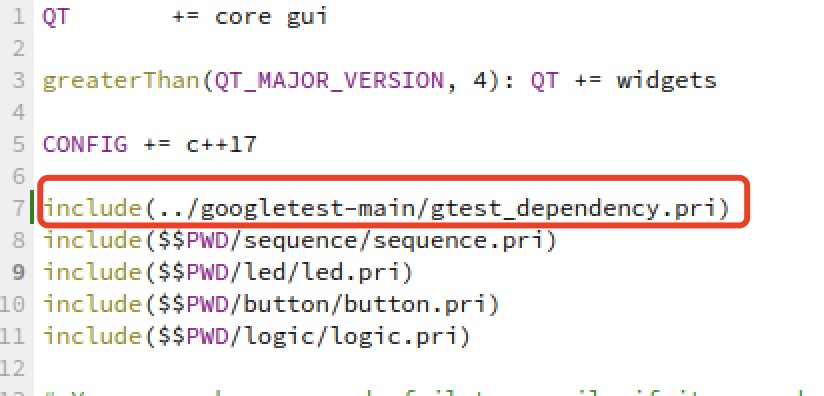 1 QT += core gui
2
3 greaterThan(QT_MAJOR_VERSION, 4): QT += widgets
4
5 CONFIG += c++17
6
7 include(../googletest-main/gtest_dependency.pri)
8 include($$PWD/sequence/sequence.pri)
9 include($$PWD/led/led.pri)
10 include($$PWD/button/button.pri)
11 include($$PWD/logic/logic.pri)
12